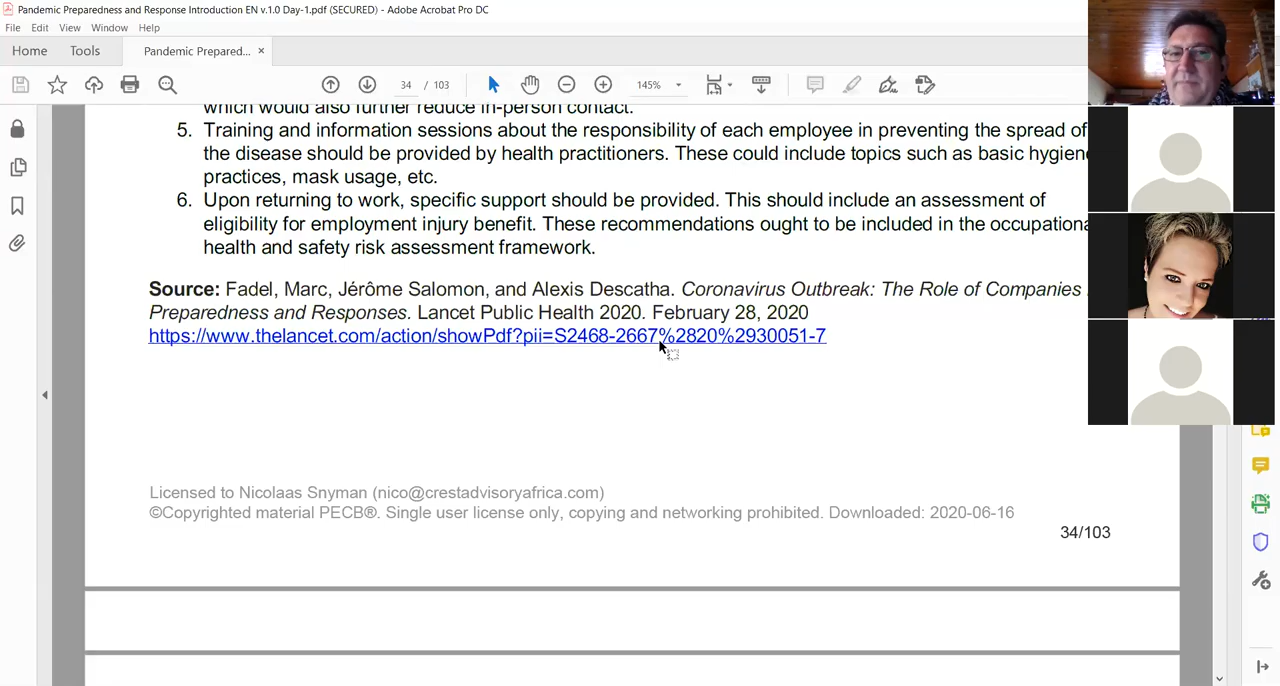 Pandemic Preparedness and Response Introduction EN v.1.0 Day-1.pdf (SECURED) - Adobe Acrobat Pro DC
File Edit View Window Help
Home Tools Pandemic Prepared... ×
34 / 103 145%
which would also further reduce in-person contact.
5. Training and information sessions about the responsibility of each employee in preventing the spread of
the disease should be provided by health practitioners. These could include topics such as basic hygiene
practices, mask usage, etc.
6. Upon returning to work, specific support should be provided. This should include an assessment of
eligibility for employment injury benefit. These recommendations ought to be included in the occupationa
health and safety risk assessment framework.
Source: Fadel, Marc, Jérôme Salomon, and Alexis Descatha. Coronavirus Outbreak: The Role of Companies
Preparedness and Responses. Lancet Public Health 2020. February 28, 2020
https://www.thelancet.com/action/showPdf?pii=S2468-2667%2820%2930051-7
Licensed to Nicolaas Snyman (nico@crestadvisoryafrica.com)
©Copyrighted material PECB®. Single user license only, copying and networking prohibited. Downloaded: 2020-06-16
34/103